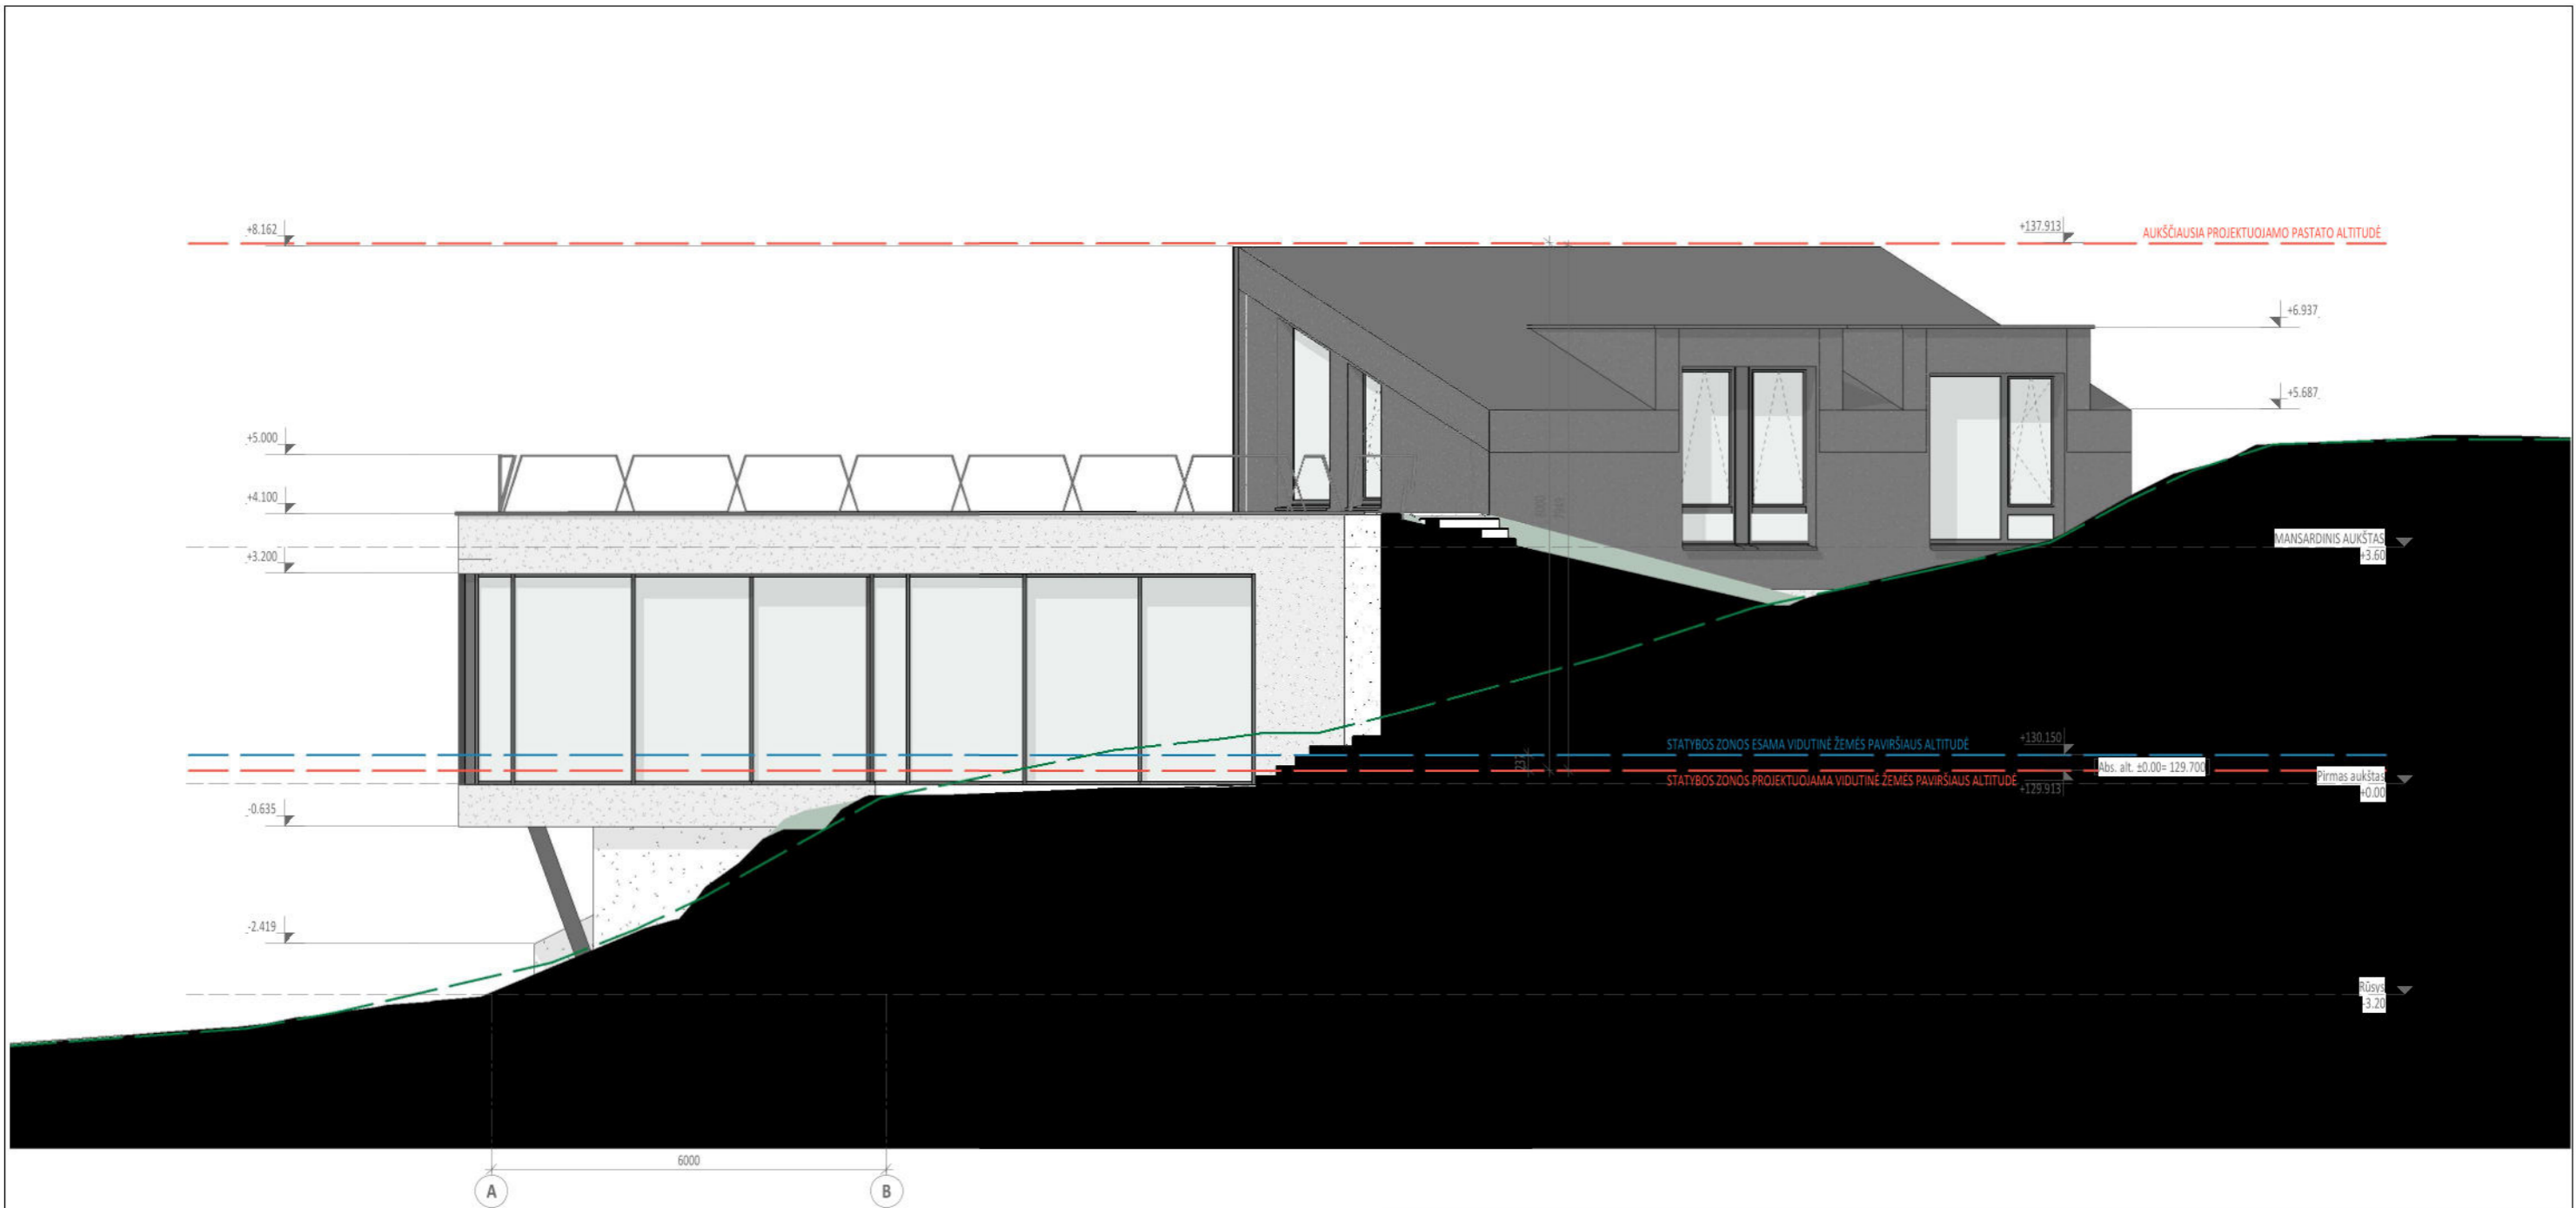 +8.162
+137.913
AUKŠČIAUSIA PROJEKTUOJAMO PASTATO ALTITUDĖ
+6.937
+5.687
+5.000
+4.100
+3.200
MANSARDINIS AUKŠTAS
+3.60
STATYBOS ZONOS ESAMA VIDUTINĖ ŽEMĖS PAVIRŠIAUS ALTITUDĖ
+130.150
237
Abs. alt. ±0.00= 129.700
STATYBOS ZONOS PROJEKTUOJAMA VIDUTINĖ ŽEMĖS PAVIRŠIAUS ALTITUDĖ
+129.913
Pirmas aukštas
+0.00
-0.635
-2.419
Rūsys
-3.20
6000
A
B